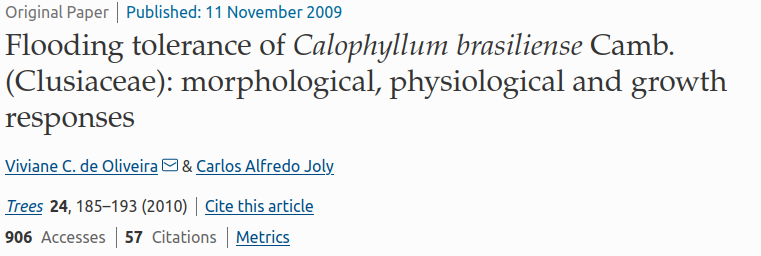 Original Paper | Published: 11 November 2009
Flooding tolerance of Calophyllum brasiliense Camb.
(Clusiaceae): morphological, physiological and growth
responses
Viviane C. de Oliveira & Carlos Alfredo Joly
Trees 24, 185–193 (2010) | Cite this article
906 Accesses | 57 Citations | Metrics